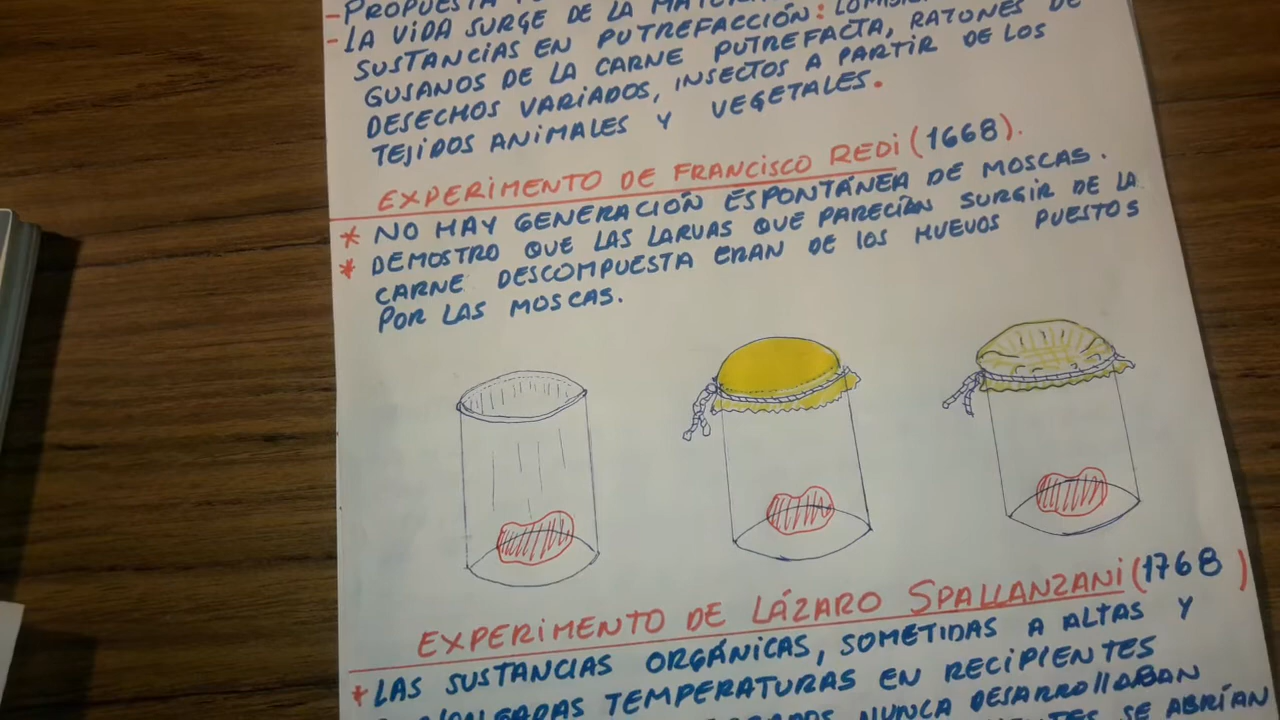 - PROPUESTA
- LA VIDA SURGE DE LA
SUSTANCIAS EN PUTREFACCIÓN:
GUSANOS DE LA CARNE PUTREFACTA, RATONES DE
DESECHOS VARIADOS, INSECTOS A PARTIR DE LOS
TEJIDOS ANIMALES Y VEGETALES.
EXPERIMENTO DE FRANCISCO REDI (1668).
* NO HAY GENERACIÓN ESPONTÁNEA DE MOSCAS.
* DEMOSTRO QUE LAS LARVAS QUE PARECÍAN SURGIR DE LA
CARNE DESCOMPUESTA ERAN DE LOS HUEVOS PUESTOS
POR LAS MOSCAS.
EXPERIMENTO DE LÁZARO SPALLANZANI (1768)
* LAS SUSTANCIAS ORGÁNICAS, SOMETIDAS A ALTAS Y
TEMPERATURAS EN RECIPIENTES
NUNCA DESARROLLABAN
SE ABRÍAN